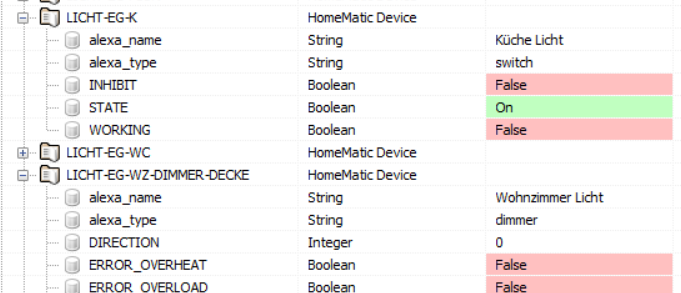 LICHT-EG-K HomeMatic Device
alexa_name String Küche Licht
alexa_type String switch
INHIBIT Boolean False
STATE Boolean On
WORKING Boolean False
LICHT-EG-WC HomeMatic Device
LICHT-EG-WZ-DIMMER-DECKE HomeMatic Device
alexa_name String Wohnzimmer Licht
alexa_type String dimmer
DIRECTION Integer 0
ERROR_OVERHEAT Boolean False
ERROR_OVERLOAD Boolean False